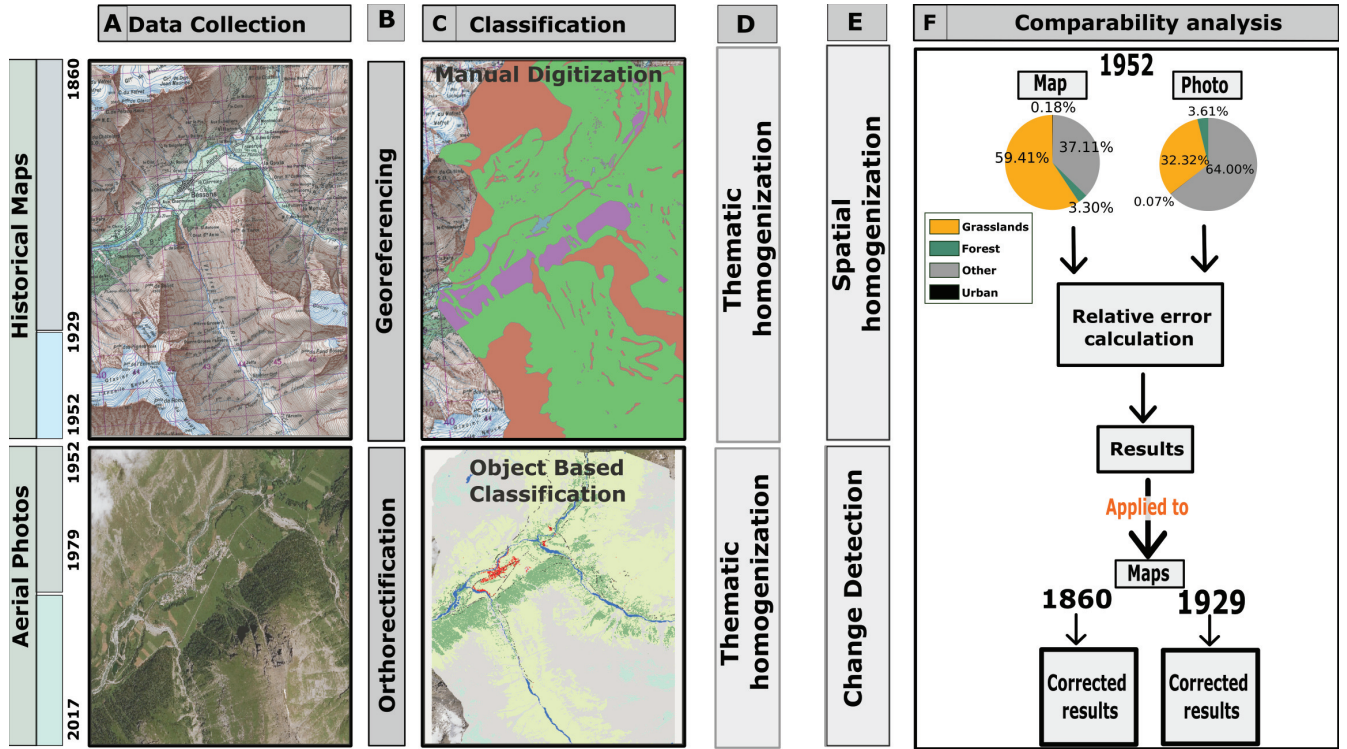 A Data Collection
B
C Classification
D
E
F Comparability analysis
Historical Maps
1860
1929
1952
Georeferencing
Manual Digitization
Thematic
homogenization
Spatial
homogenization
1952
Map
Photo
0.18%
37.11%
59.41%
3.30%
3.61%
32.32%
64.00%
0.07%
Grasslands
Forest
Other
Urban
Relative error
calculation
Results
Applied to
Maps
1860
1929
Corrected
results
Corrected
results
Aerial Photos
1952
1979
2017
Orthorectification
Object Based
Classification
Thematic
homogenization
Change Detection